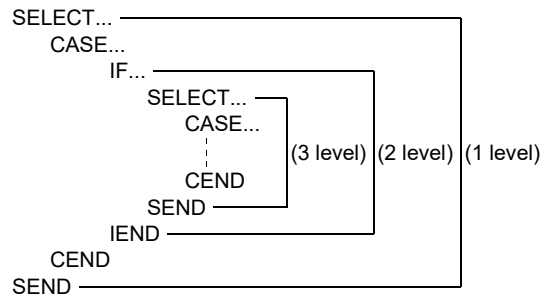 SELECT...
CASE...
IF...
SELECT...
CASE...
(3 level) (2 level) (1 level)
CEND
SEND
IEND
CEND
SEND